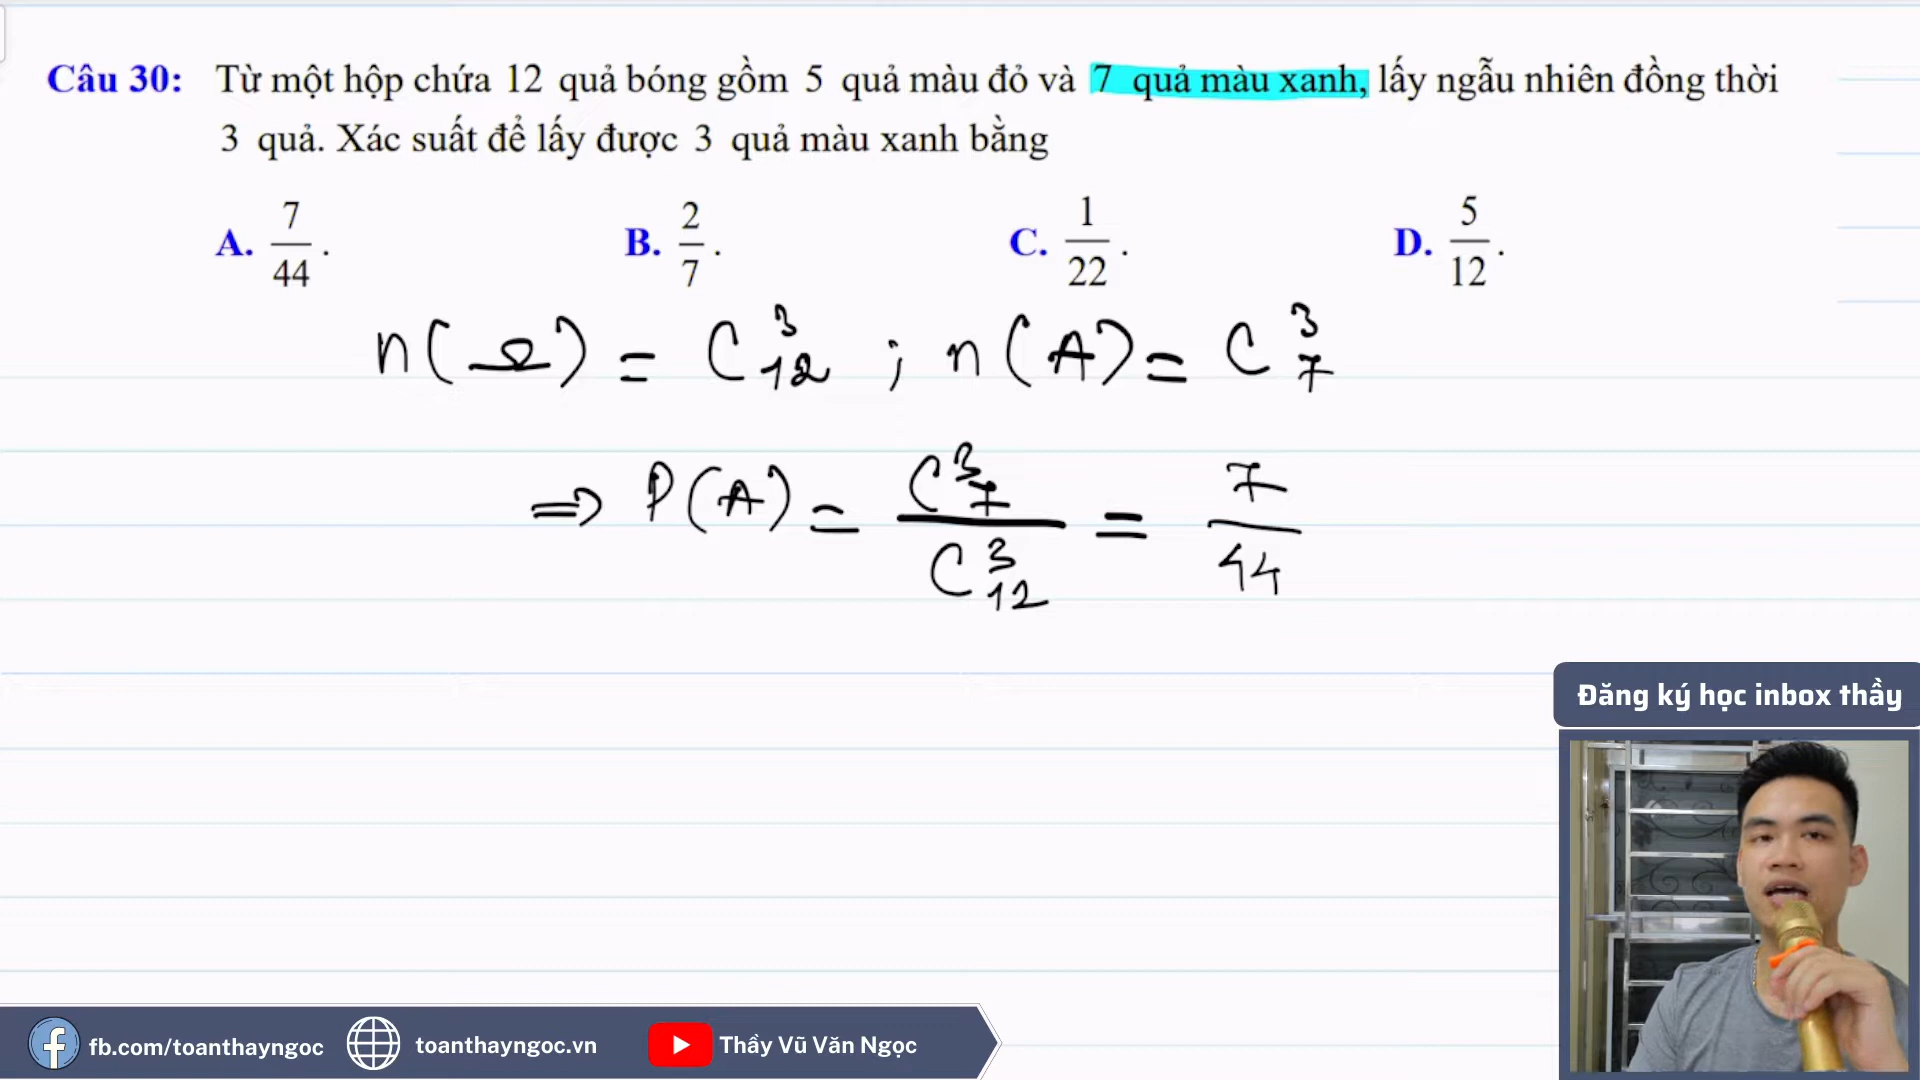 Câu 30: Từ một hộp chứa 12 quả bóng gồm 5 quả màu đỏ và 7 quả màu xanh, lấy ngẫu nhiên đồng thời
3 quả. Xác suất để lấy được 3 quả màu xanh bằng
A. 7/44. B. 2/7. C. 1/22. D. 5/12.
n(Ω) = C³₁₂ ; n(A) = C³₇
⇒ P(A) = C³₇ / C³₁₂ = 7/44
Đăng ký học inbox thầy
fb.com/toanthayngoc toanthayngoc.vn Thầy Vũ Văn Ngọc